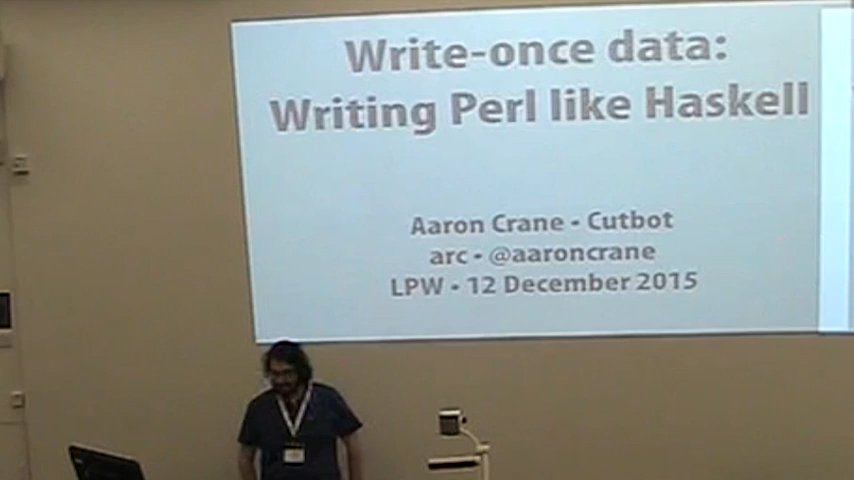 Write-once data:
Writing Perl like Haskell
Aaron Crane - Cutbot
arc - @aaroncrane
LPW - 12 December 2015